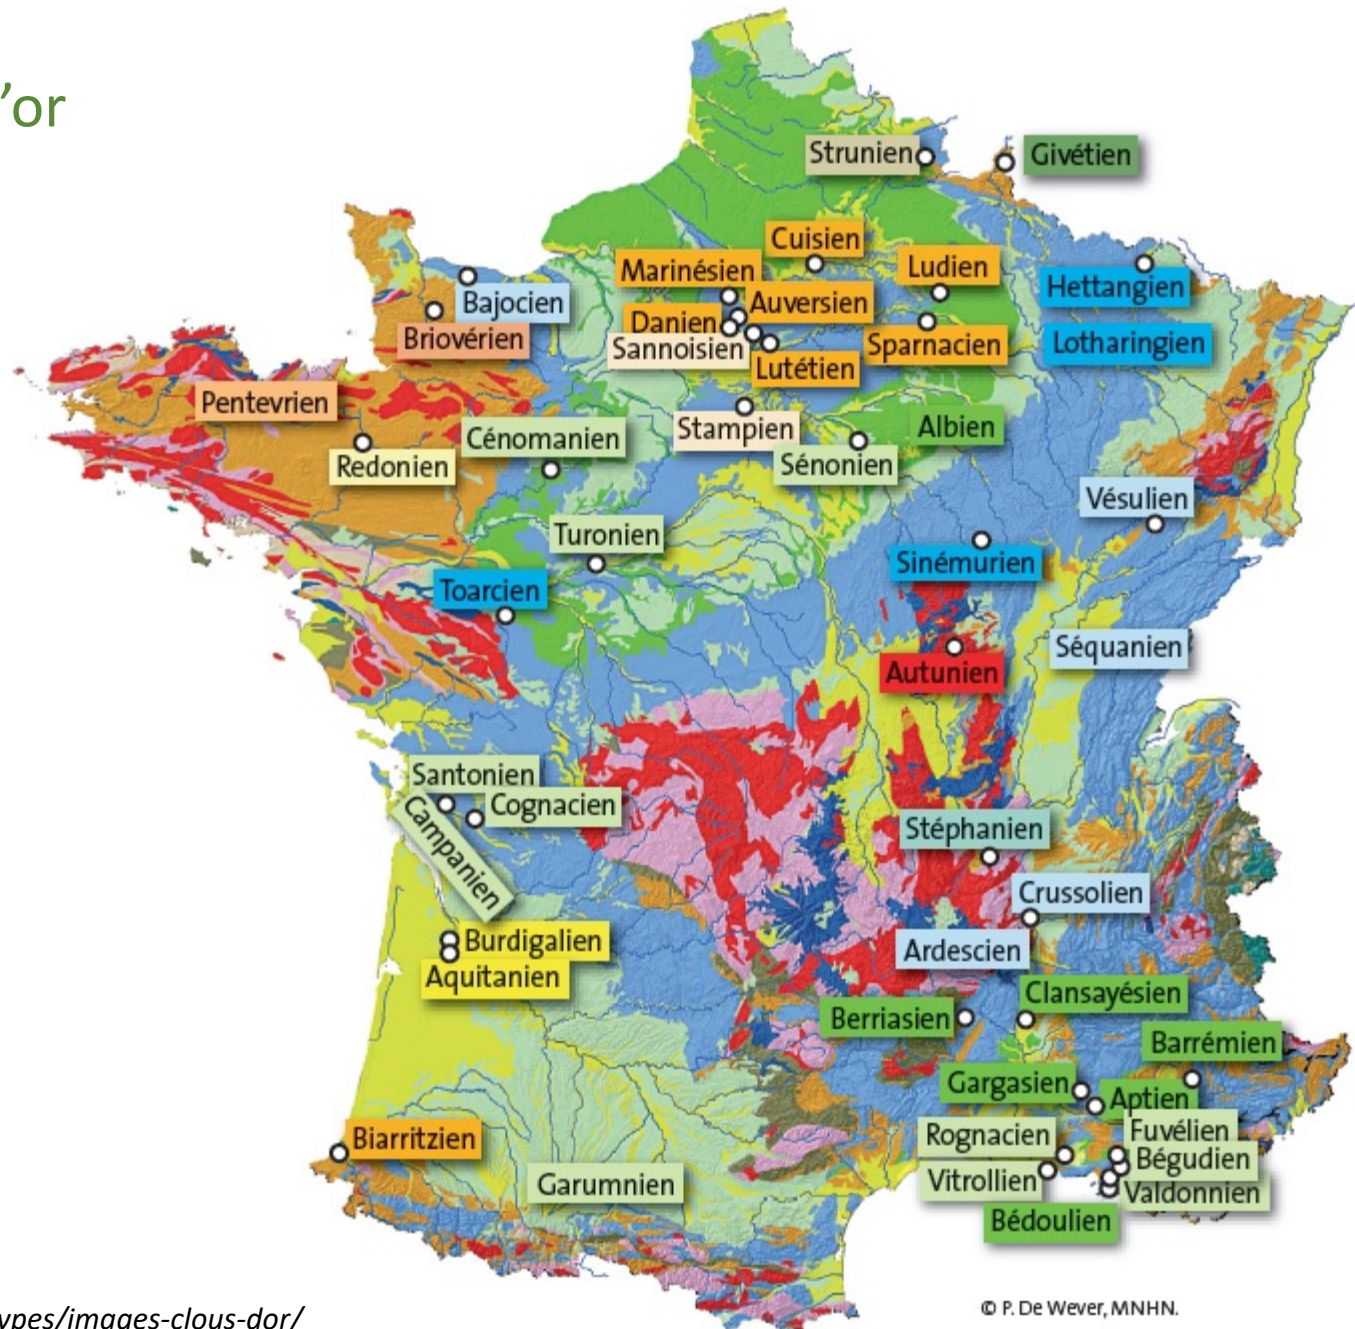 ’or
Strunien
Givétien
Cuisien
Marinésien
Ludien
Hettangien
Bajocien
Auversien
Danien
Briovérien
Sannoisien
Sparnacien
Lotharingien
Lutétien
Pentevrien
Cénomanien
Stampien
Albien
Redonien
Sénonien
Vésulien
Turonien
Sinémurien
Toarcien
Séquanien
Autunien
Santonien
Cognacien
Campanien
Stéphanien
Crussolien
Burdigalien
Ardescien
Aquitanien
Clansayésien
Berriasien
Barrémien
Gargasien
Aptien
Biarritzien
Rognacien
Fuvélien
Bégudien
Garumnien
Vitrollien
Valdonnien
Bédoulien
© P. De Wever, MNHN.
ypes/images-clous-dor/